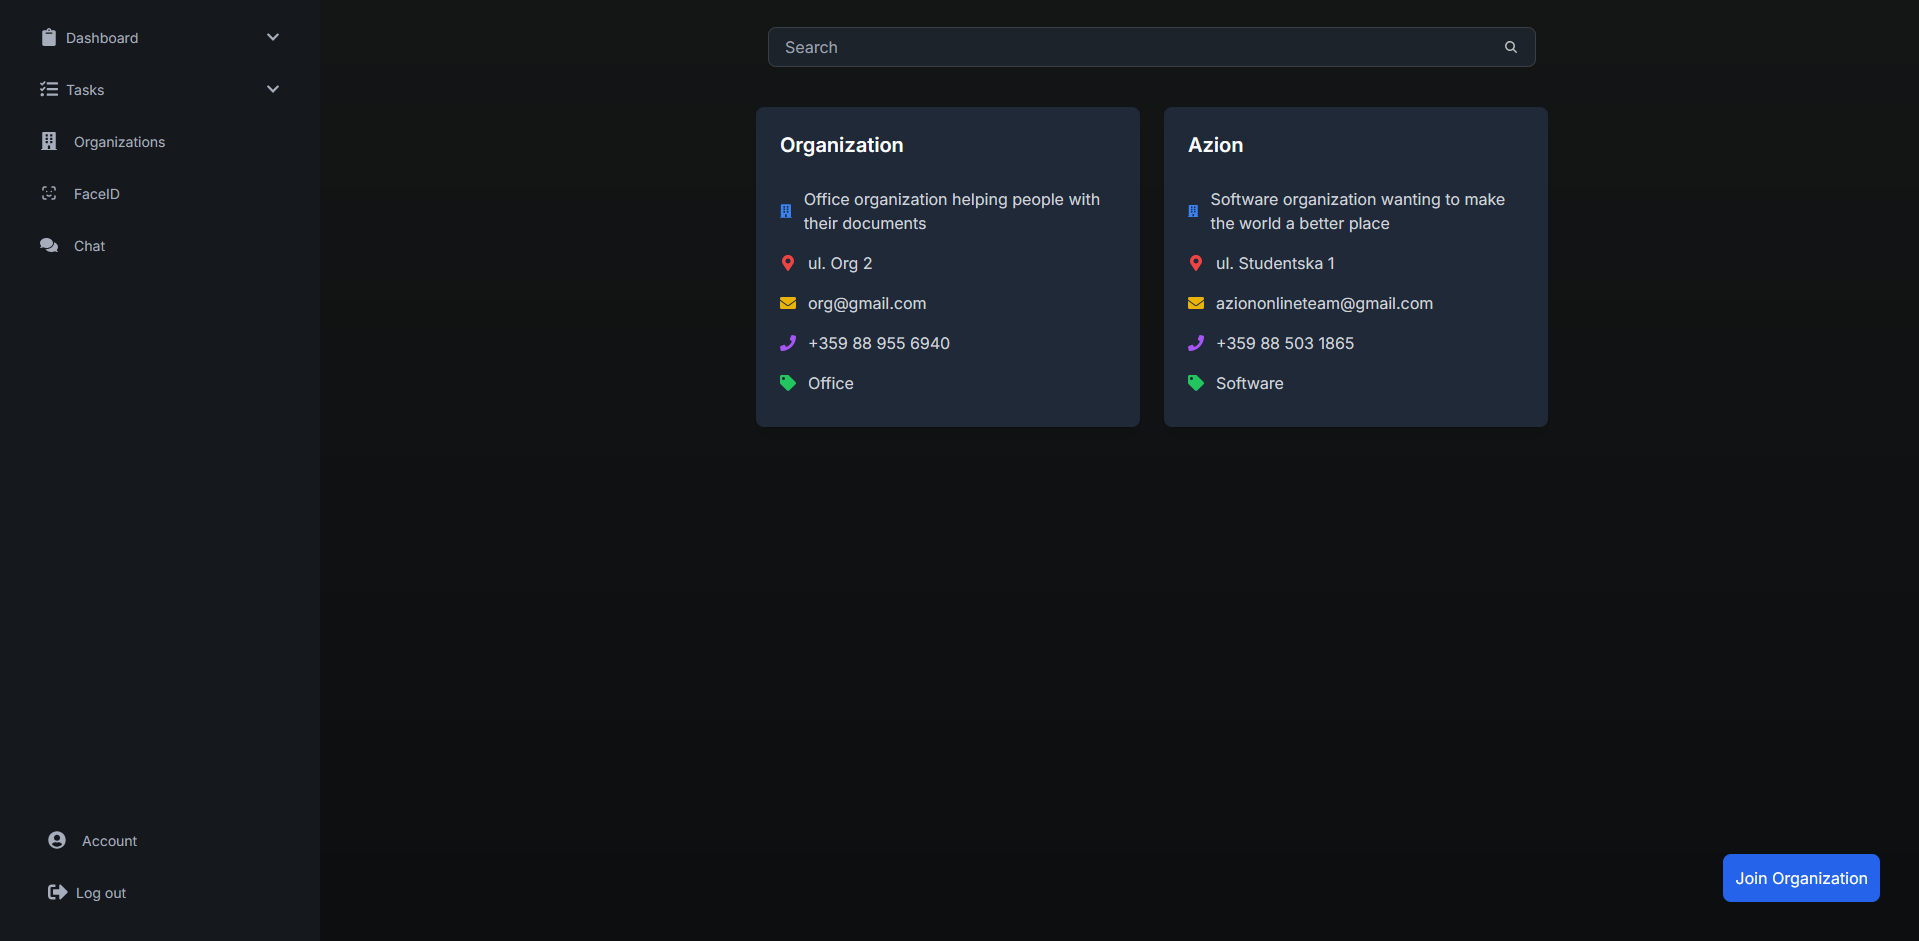 Dashboard
Tasks
Organizations
FaceID
Chat
Account
Log out
Search
Organization
Office organization helping people with
their documents
ul. Org 2
org@gmail.com
+359 88 955 6940
Office
Azion
Software organization wanting to make
the world a better place
ul. Studentska 1
aziononlineteam@gmail.com
+359 88 503 1865
Software
Join Organization